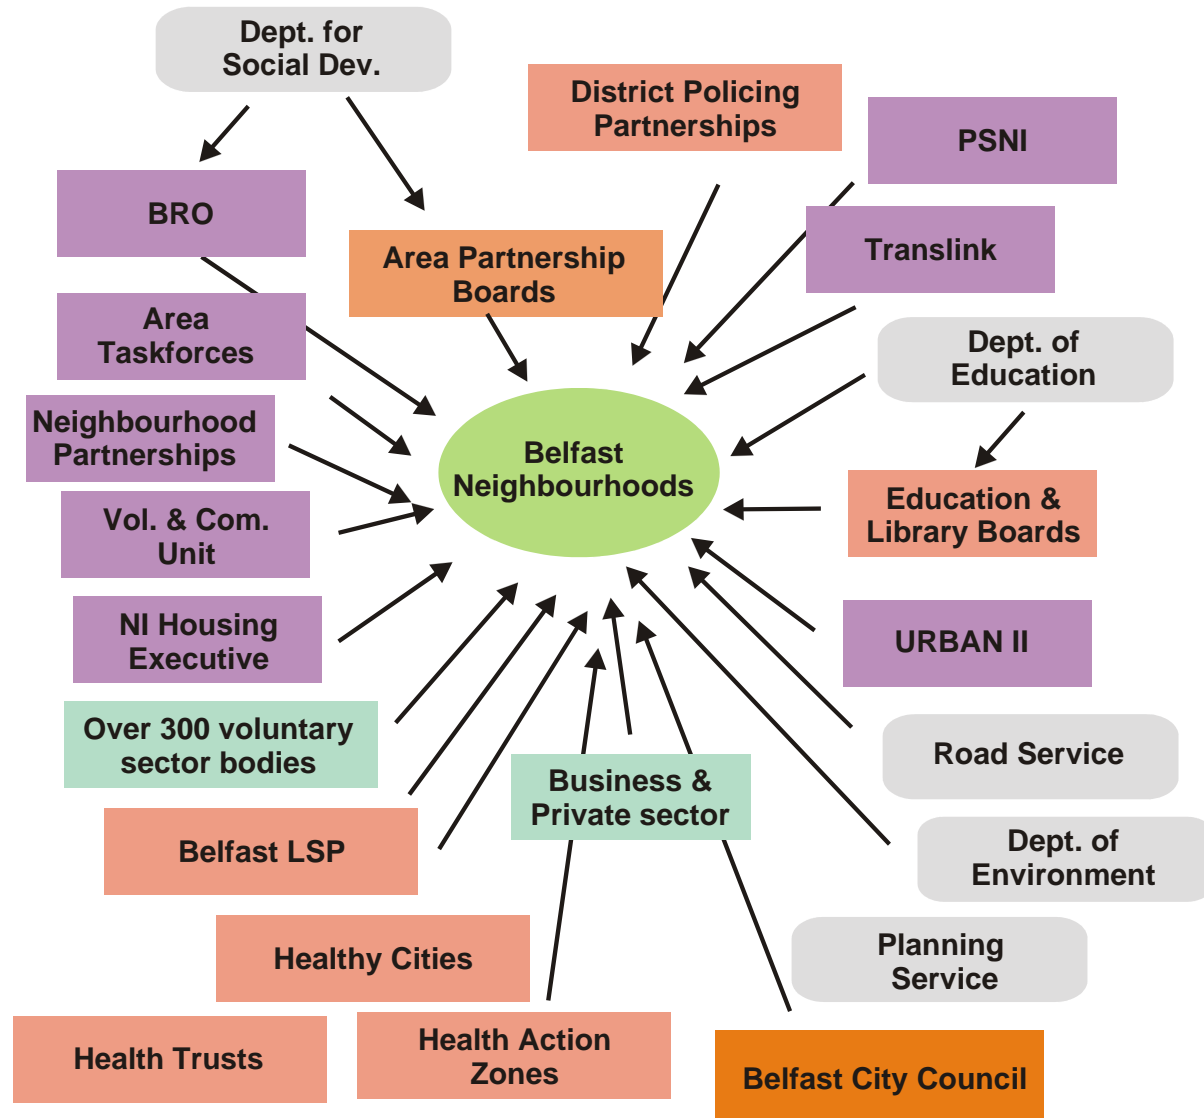 Dept. for
Social Dev.
District Policing
Partnerships
PSNI
BRO
Area Partnership
Boards
Translink
Area
Taskforces
Dept. of
Education
Neighbourhood
Partnerships
Belfast
Neighbourhoods
Education &
Library Boards
Vol. & Com.
Unit
NI Housing
Executive
URBAN II
Over 300 voluntary
sector bodies
Road Service
Business &
Private sector
Belfast LSP
Dept. of
Environment
Healthy Cities
Planning
Service
Health Trusts
Health Action
Zones
Belfast City Council